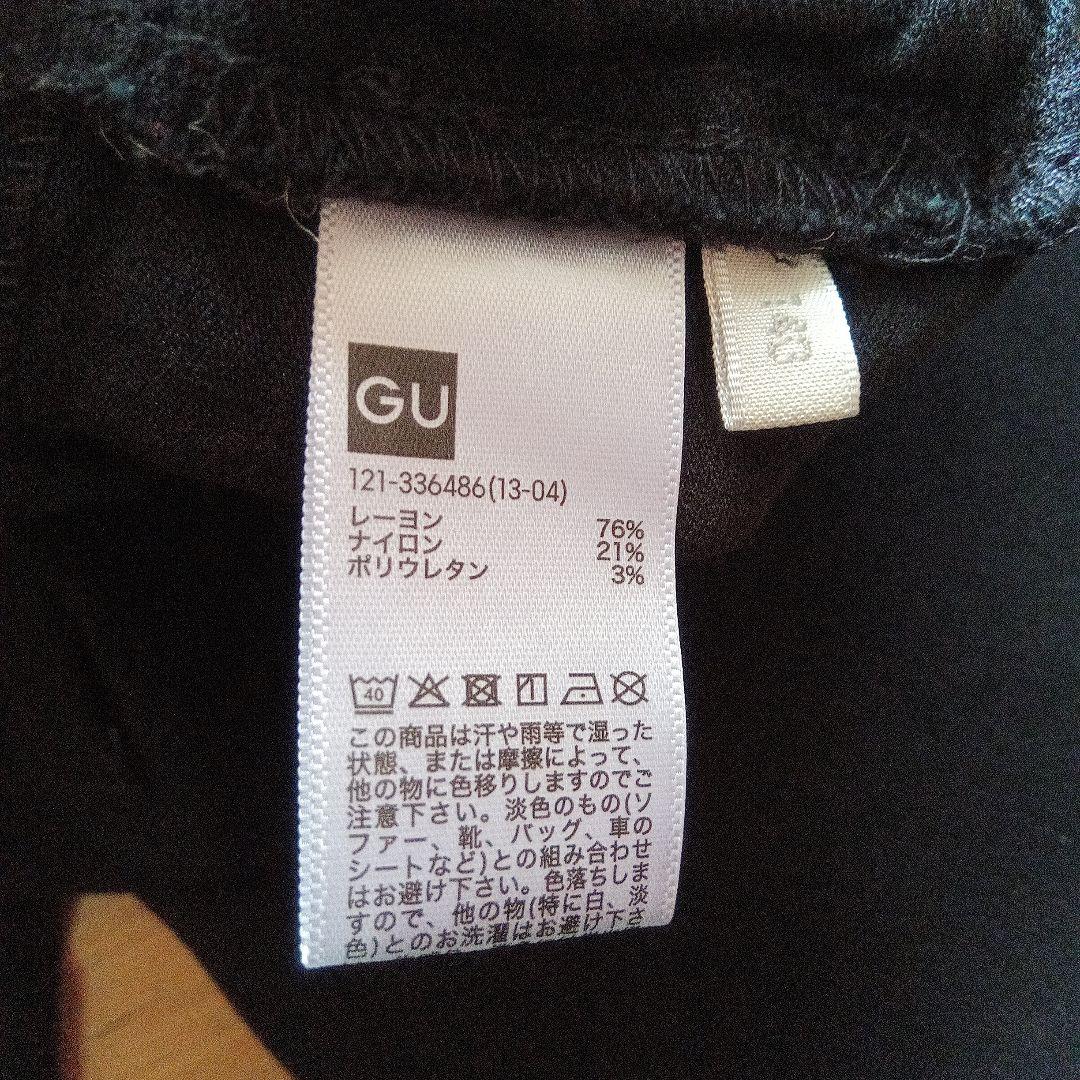 GU
121-336486(13-04)
レーヨン 76%
ナイロン 21%
ポリウレタン 3%
40
この商品は汗や雨等で湿った
状態、または摩擦によって、
他の物に色移りしますのでご
注意下さい。淡色のもの(ソ
ファー、靴、バッグ、車の
シートなど)との組み合わせ
はお避け下さい。色落ちしま
すので、他の物(特に白、淡
色)とのお洗濯はお避け下さ